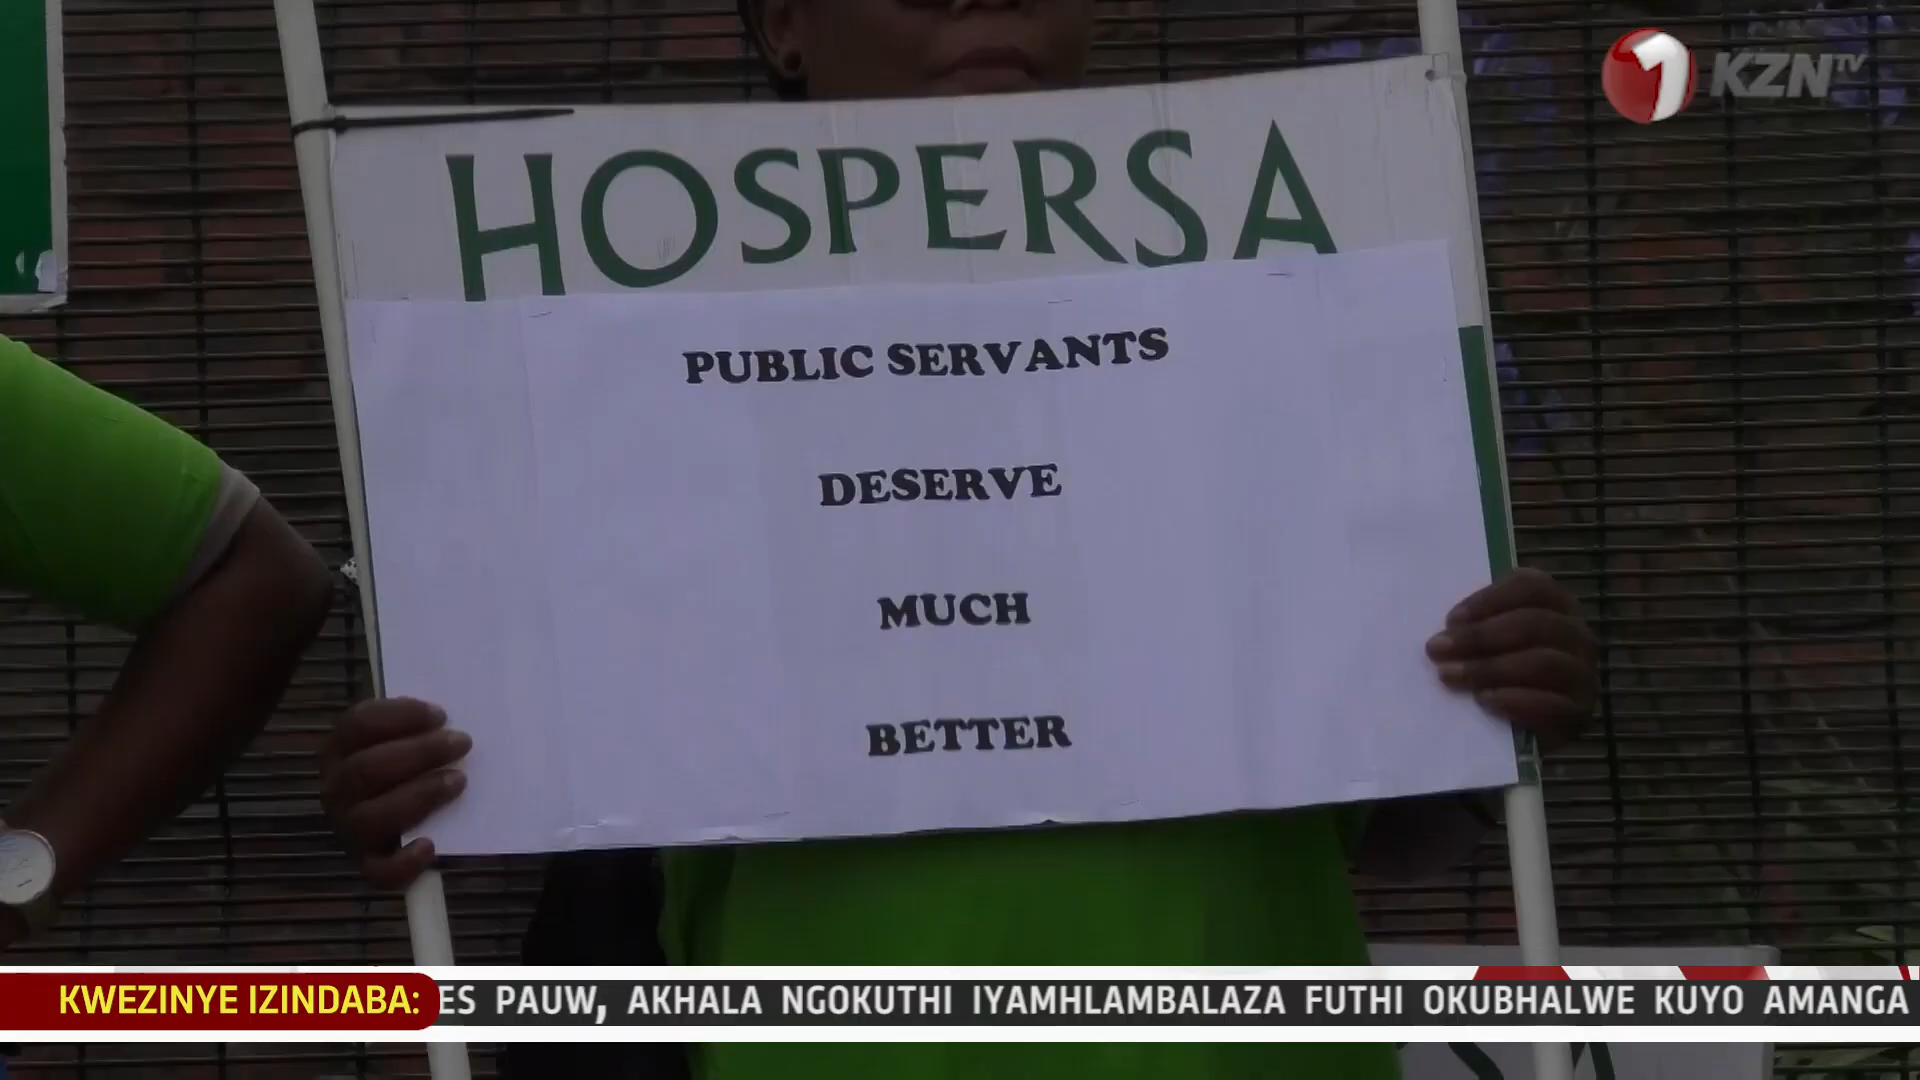 1 KZN TV
HOSPERSA
PUBLIC SERVANTS
DESERVE
MUCH
BETTER
KWEZINYE IZINDABA: ES PAUW, AKHALA NGOKUTHI IYAMHLAMBALAZA FUTHI OKUBHALWE KUYO AMANGA